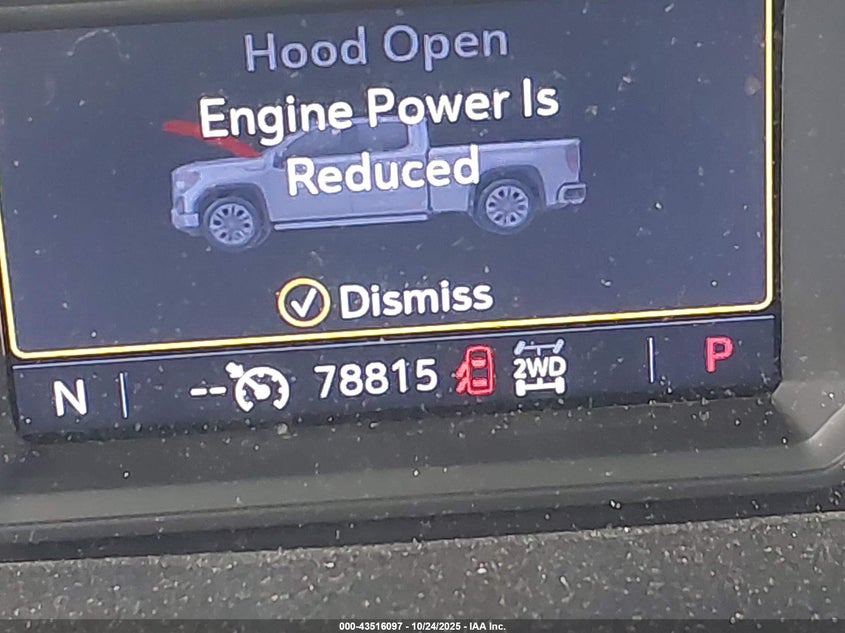 Hood Open
Engine Power Is
Reduced
Dismiss
N -- 78815 2WD P
000-43516097 - 10/24/2025 - IAA Inc.